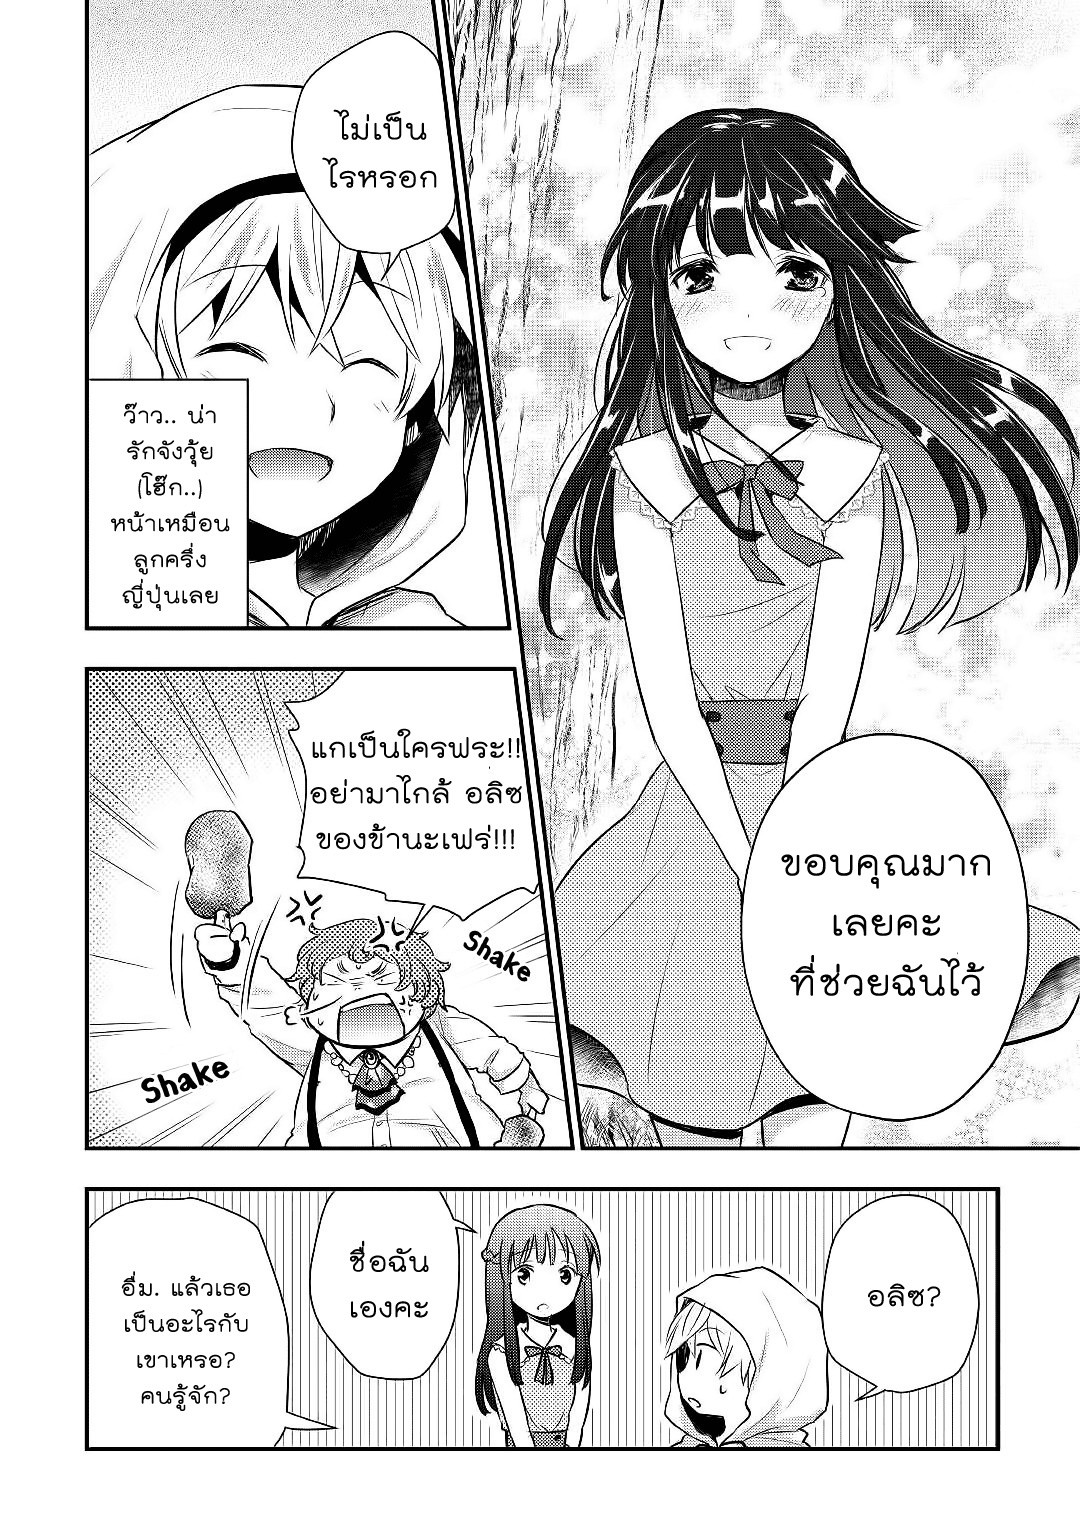 ขอบคุณมาก
เลยคะ
ที่ช่วยฉันไว้
ไม่เป็น
ไรหรอก
ว๊าว.. น่า
รักจังวุ้ย
(โฮ๊ก..)
หน้าเหมือน
ลูกครึ่ง
ญี่ปุ่นเลย
แกเป็นใครฟระ!!
อย่ามาไกล้ อลิซ
ของข้านะเฟร่!!!
Shake
Shake
อลิซ?
ชื่อฉัน
เองคะ
อื่ม. แล้วเธอ
เป็นอะไรกับ
เขาเหรอ?
คนรู้จัก?